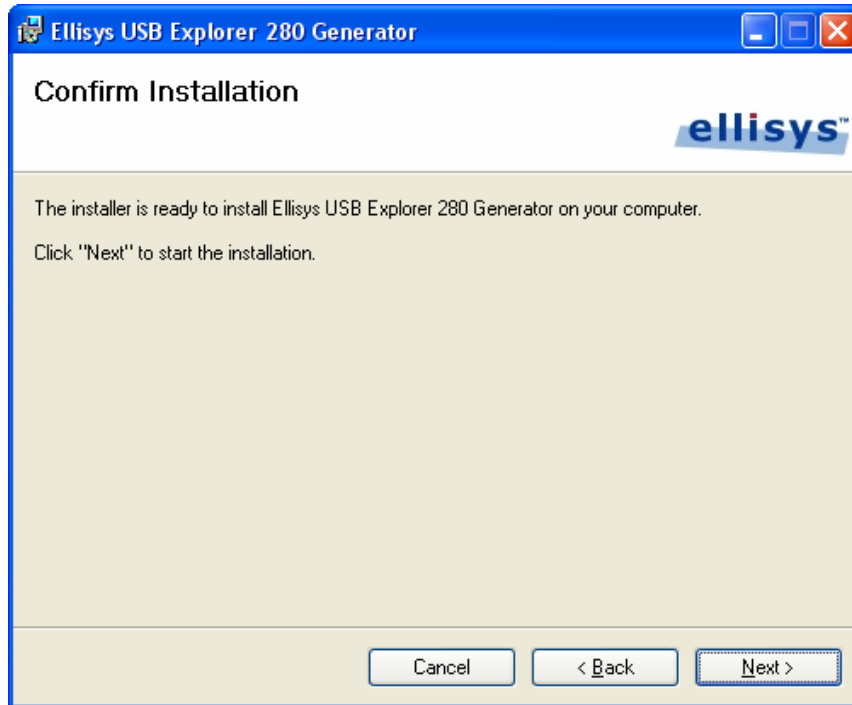 Ellisys USB Explorer 280 Generator
Confirm Installation
ellisys™
The installer is ready to install Ellisys USB Explorer 280 Generator on your computer.
Click "Next" to start the installation.
Cancel
< Back
Next >